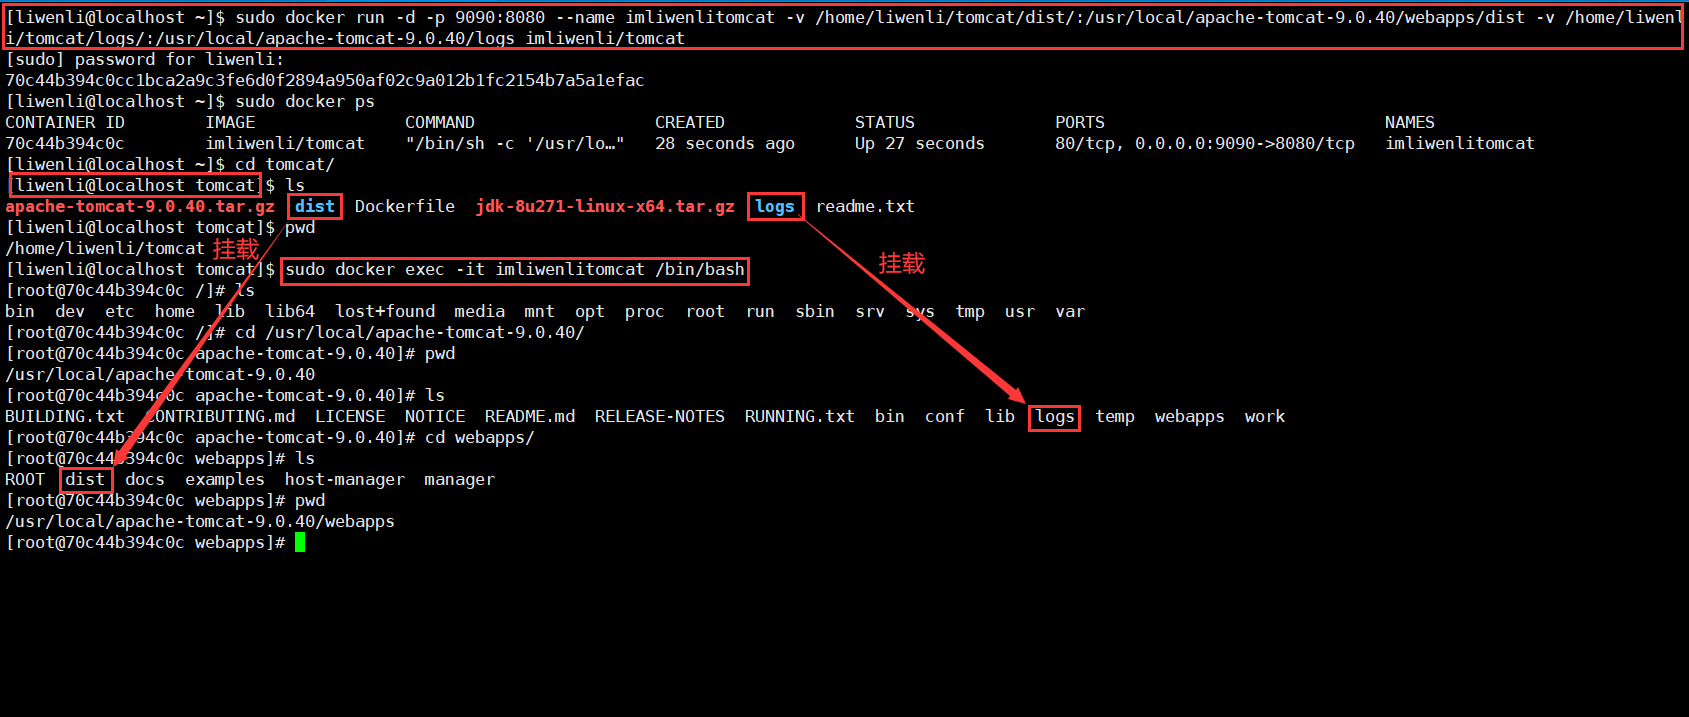 [liwenli@localhost ~]$ sudo docker run -d -p 9090:8080 --name imliwenlitomcat -v /home/liwenli/tomcat/dist/:/usr/local/apache-tomcat-9.0.40/webapps/dist -v /home/liwenl
i/tomcat/logs/:/usr/local/apache-tomcat-9.0.40/logs imliwenli/tomcat
[sudo] password for liwenli:
70c44b394c0cc1bca2a9c3fe6d0f2894a950af02c9a012b1fc2154b7a5a1efac
[liwenli@localhost ~]$ sudo docker ps
CONTAINER ID IMAGE COMMAND CREATED STATUS PORTS NAMES
70c44b394c0c imliwenli/tomcat "/bin/sh -c '/usr/lo…" 28 seconds ago Up 27 seconds 80/tcp, 0.0.0.0:9090->8080/tcp imliwenlitomcat
[liwenli@localhost ~]$ cd tomcat/
[liwenli@localhost tomcat]$ ls
apache-tomcat-9.0.40.tar.gz dist Dockerfile jdk-8u271-linux-x64.tar.gz logs readme.txt
[liwenli@localhost tomcat]$ pwd
/home/liwenli/tomcat 挂载
挂载
[liwenli@localhost tomcat]$ sudo docker exec -it imliwenlitomcat /bin/bash
[root@70c44b394c0c /]# ls
bin dev etc home lib lib64 lost+found media mnt opt proc root run sbin srv sys tmp usr var
[root@70c44b394c0c /]# cd /usr/local/apache-tomcat-9.0.40/
[root@70c44b394c0c apache-tomcat-9.0.40]# pwd
/usr/local/apache-tomcat-9.0.40
[root@70c44b394c0c apache-tomcat-9.0.40]# ls
BUILDING.txt CONTRIBUTING.md LICENSE NOTICE README.md RELEASE-NOTES RUNNING.txt bin conf lib logs temp webapps work
[root@70c44b394c0c apache-tomcat-9.0.40]# cd webapps/
[root@70c44b394c0c webapps]# ls
ROOT dist docs examples host-manager manager
[root@70c44b394c0c webapps]# pwd
/usr/local/apache-tomcat-9.0.40/webapps
[root@70c44b394c0c webapps]#